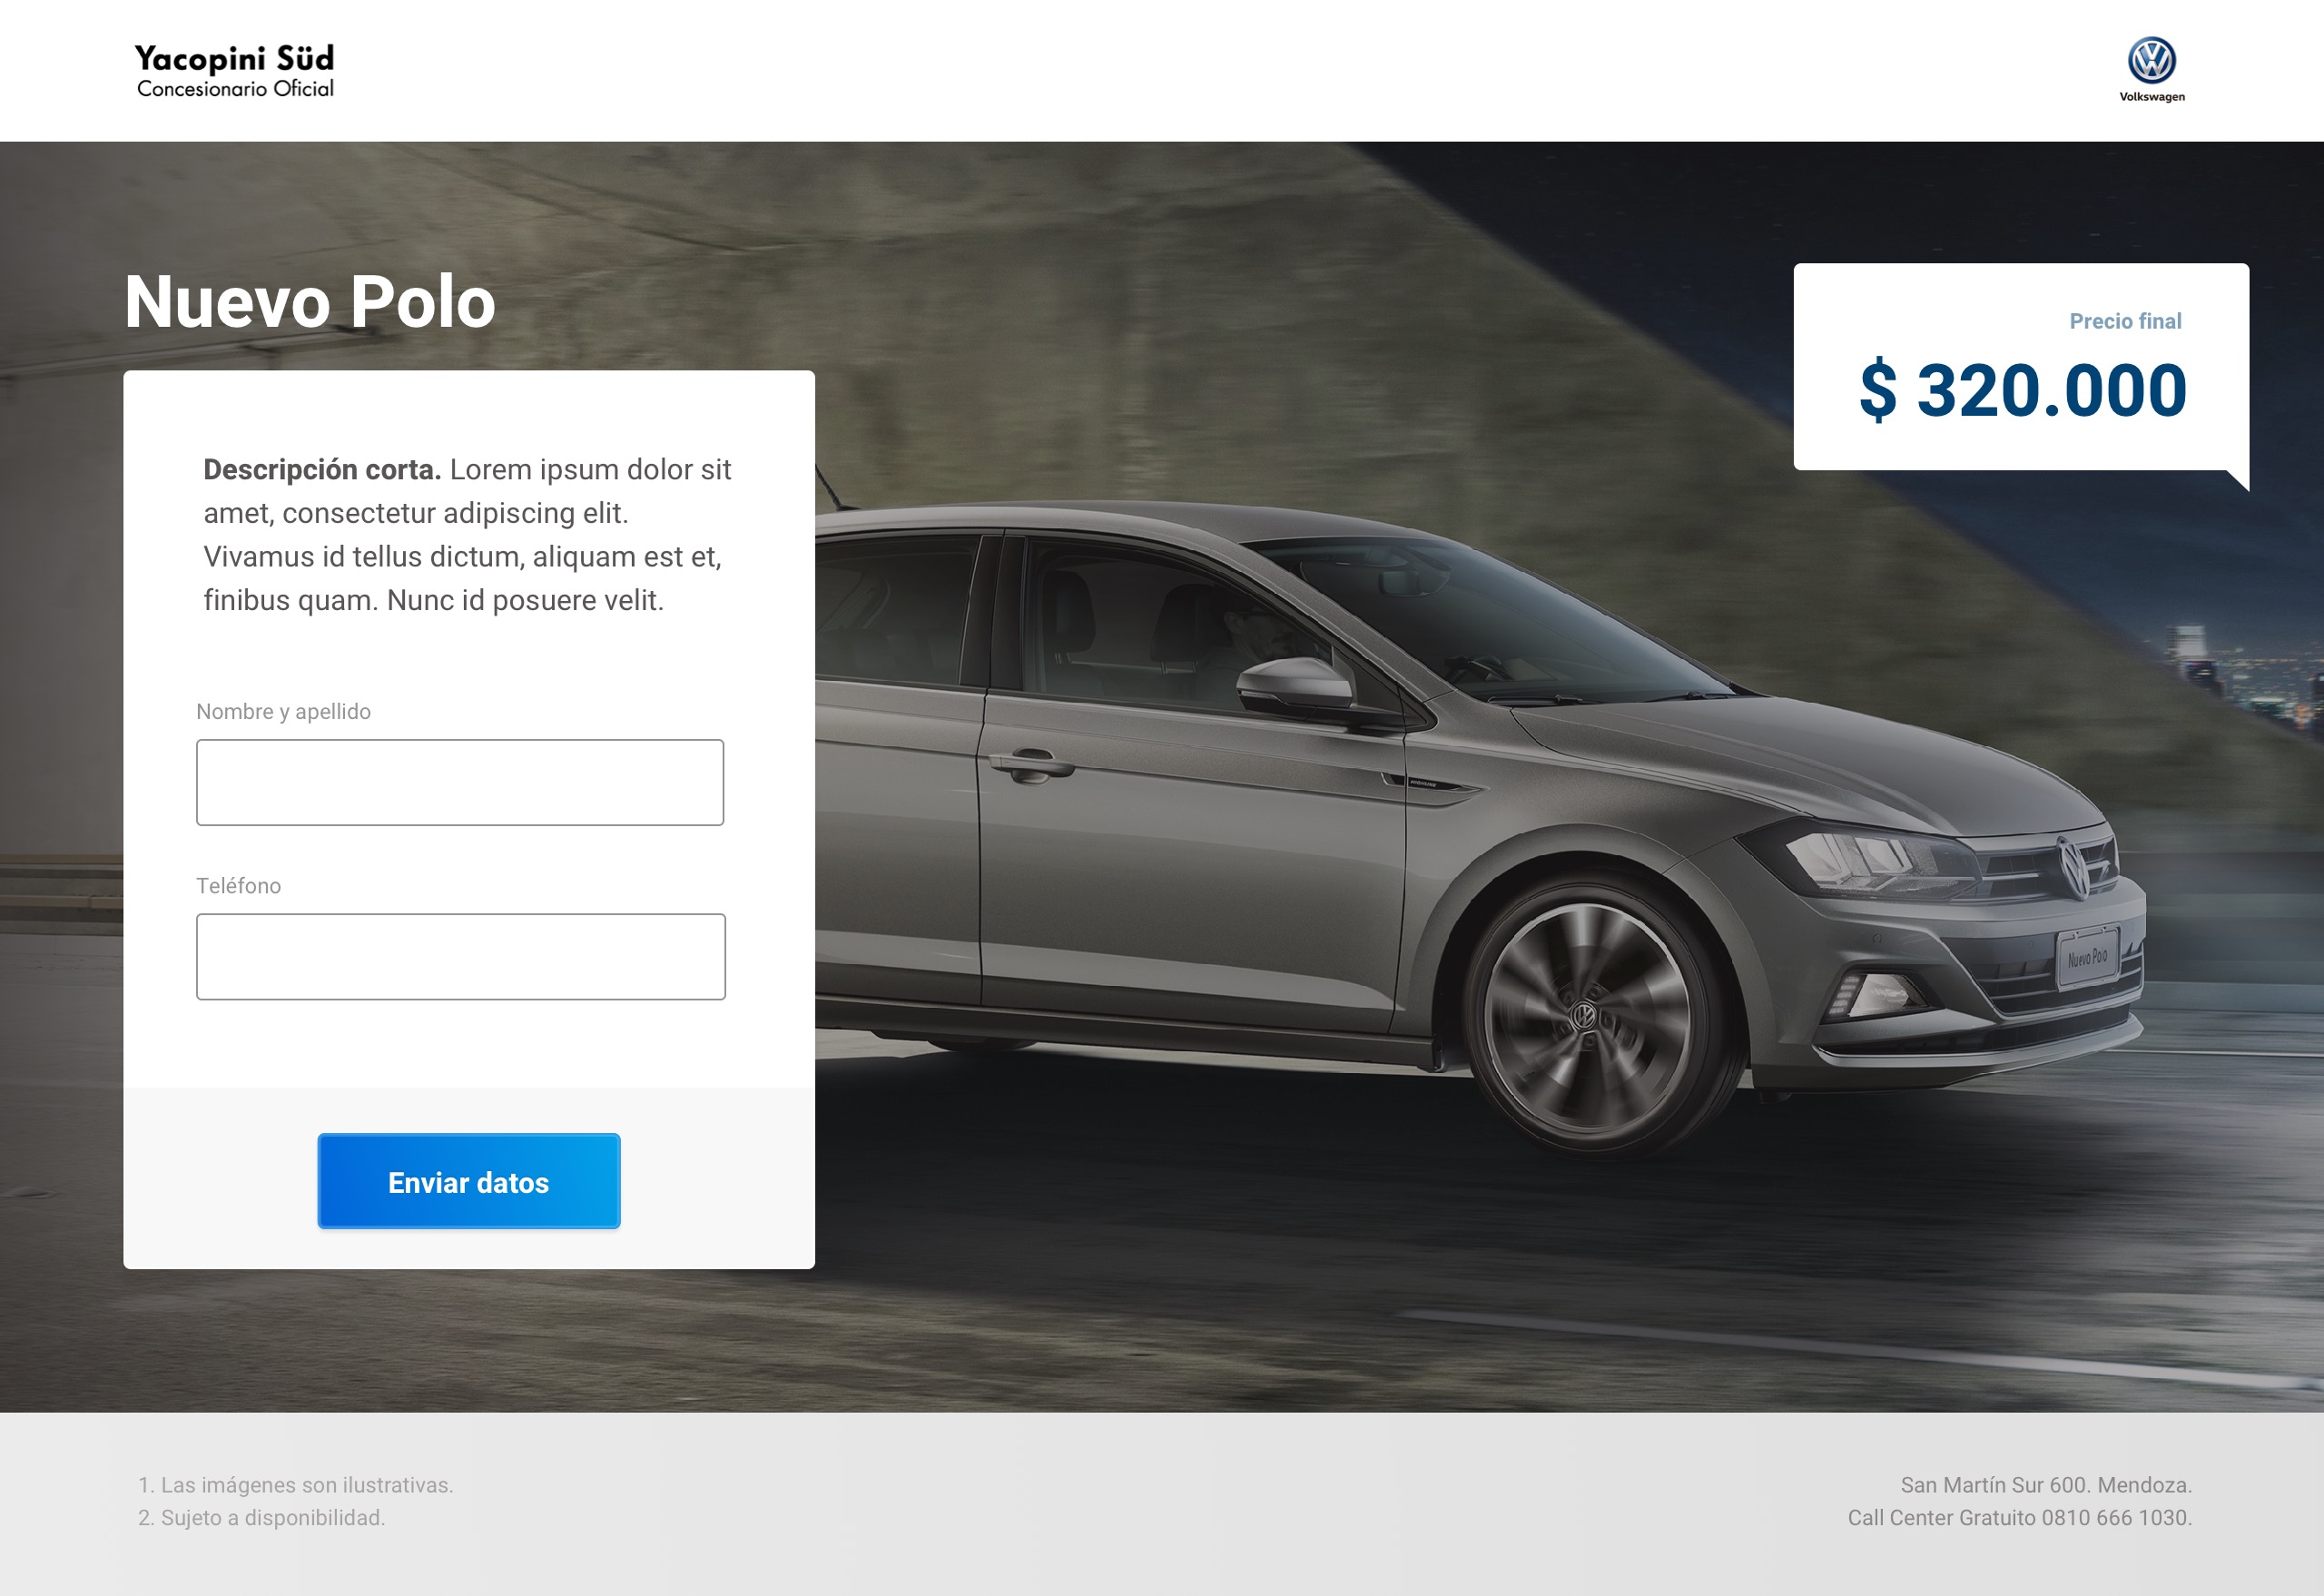 Yacopini Süd
Concesionario Oficial
Volkswagen
Nuevo Polo
Precio final
$ 320.000
Descripción corta. Lorem ipsum dolor sit
amet, consectetur adipiscing elit.
Vivamus id tellus dictum, aliquam est et,
finibus quam. Nunc id posuere velit.
Nombre y apellido
Teléfono
Nuevo Polo
Enviar datos
1. Las imágenes son ilustrativas.
2. Sujeto a disponibilidad.
San Martín Sur 600. Mendoza.
Call Center Gratuito 0810 666 1030.